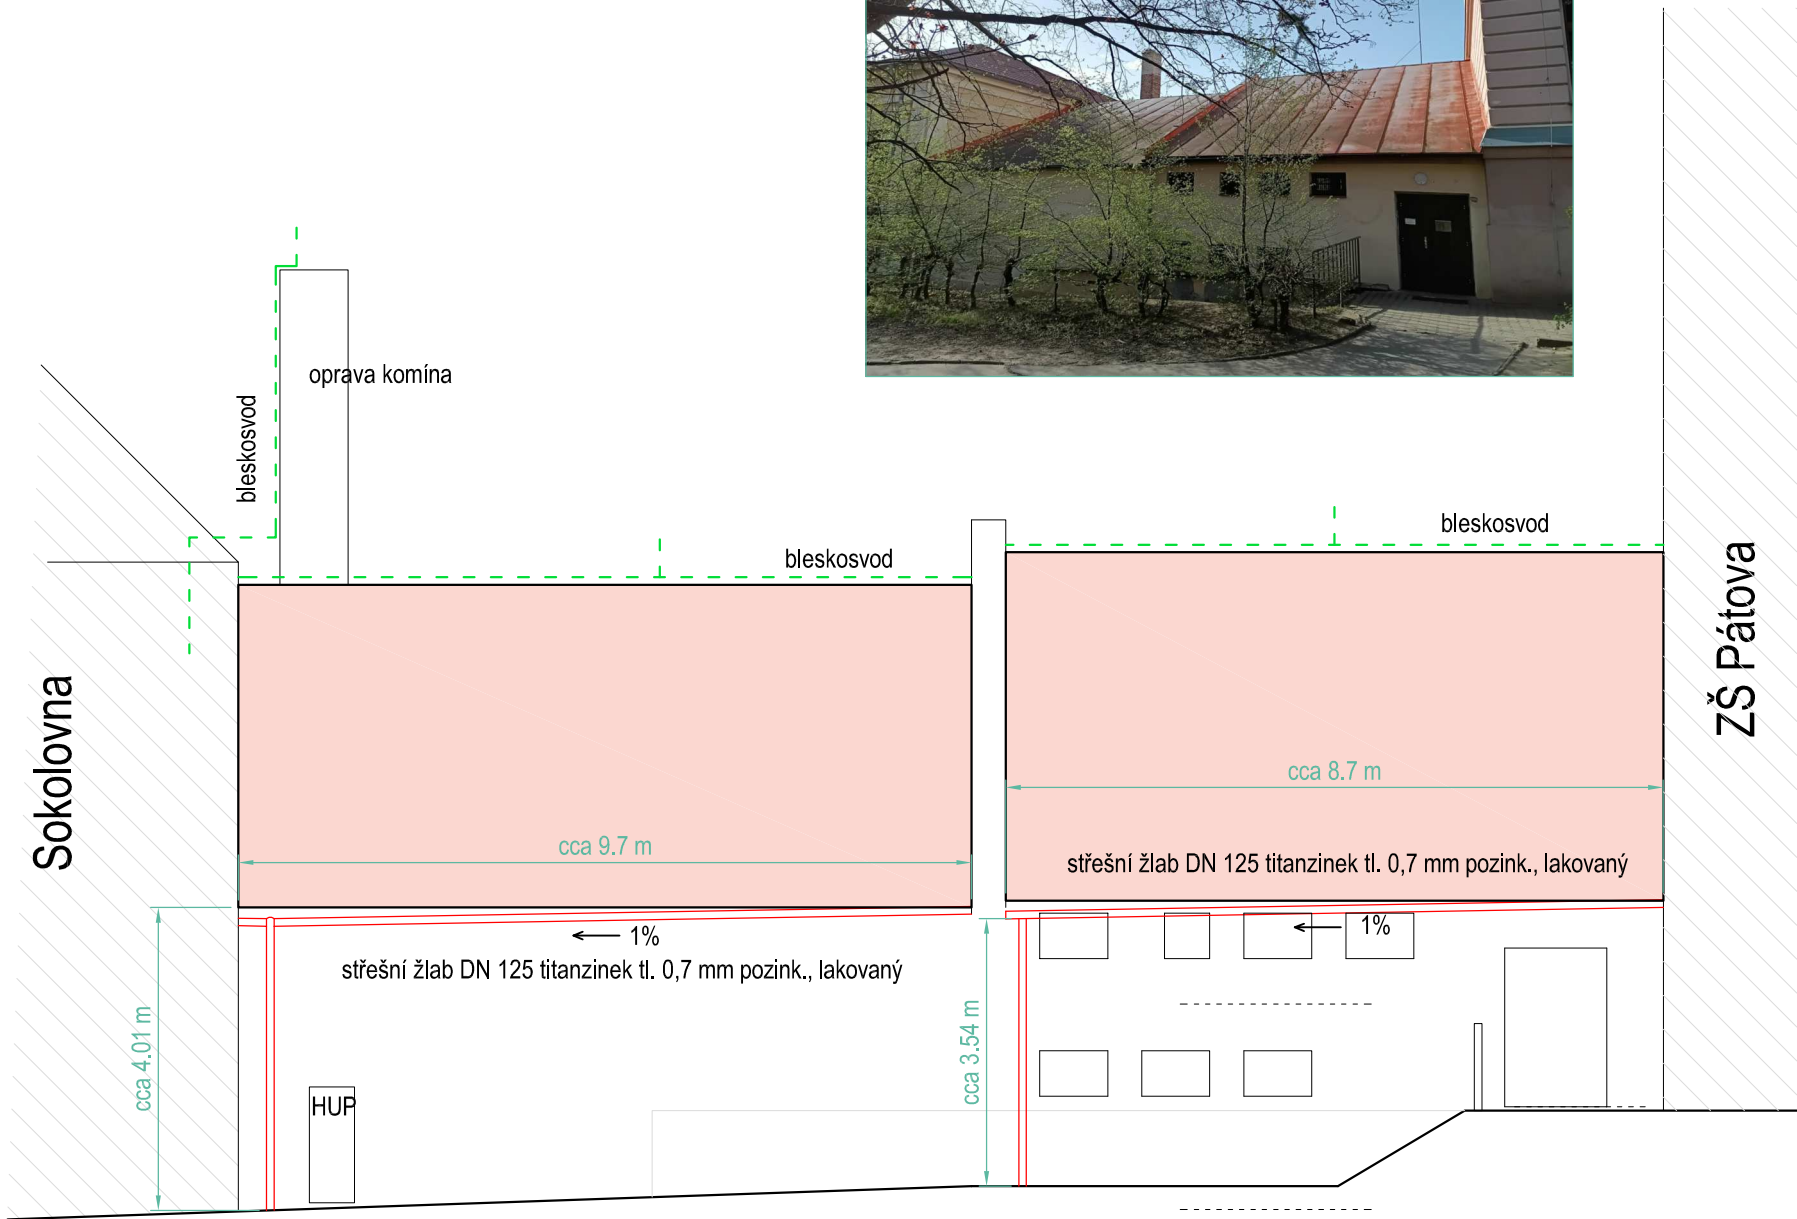 oprava komína
bleskosvod
bleskosvod
bleskosvod
Sokolovna
ZŠ Pátova
cca 8.7 m
cca 9.7 m
střešní žlab DN 125 titanzinek tl. 0,7 mm pozink., lakovaný
1%
1%
střešní žlab DN 125 titanzinek tl. 0,7 mm pozink., lakovaný
cca 4.01 m
cca 3.54 m
HUP